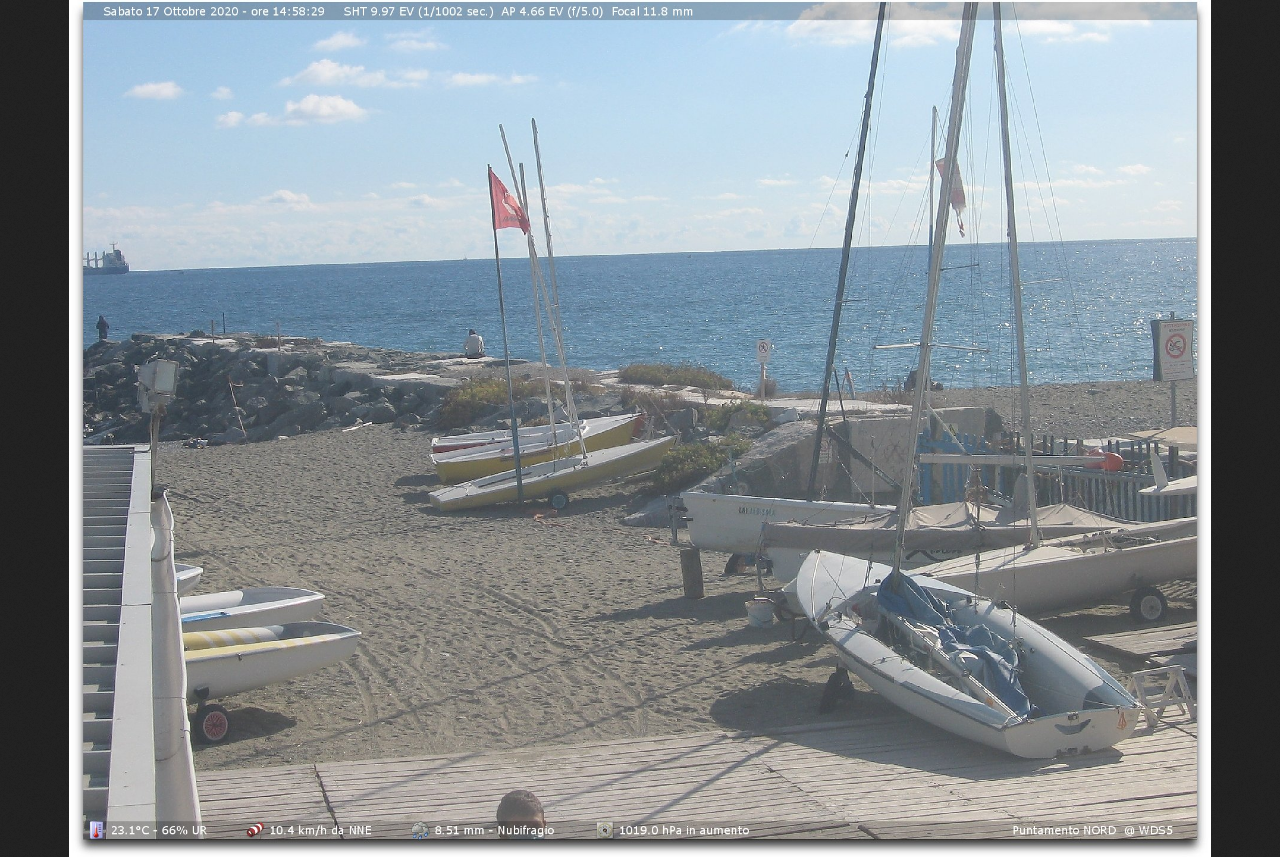 Sabato 17 Ottobre 2020 - ore 14:58:29 SHT 9.97 EV (1/1002 sec.) AP 4.66 EV (f/5.0) Focal 11.8 mm
23.1°C - 66% UR 10.4 km/h da NNE 8.51 mm - Nubifragio 1019.0 hPa in aumento Puntamento NORD @ WDS5